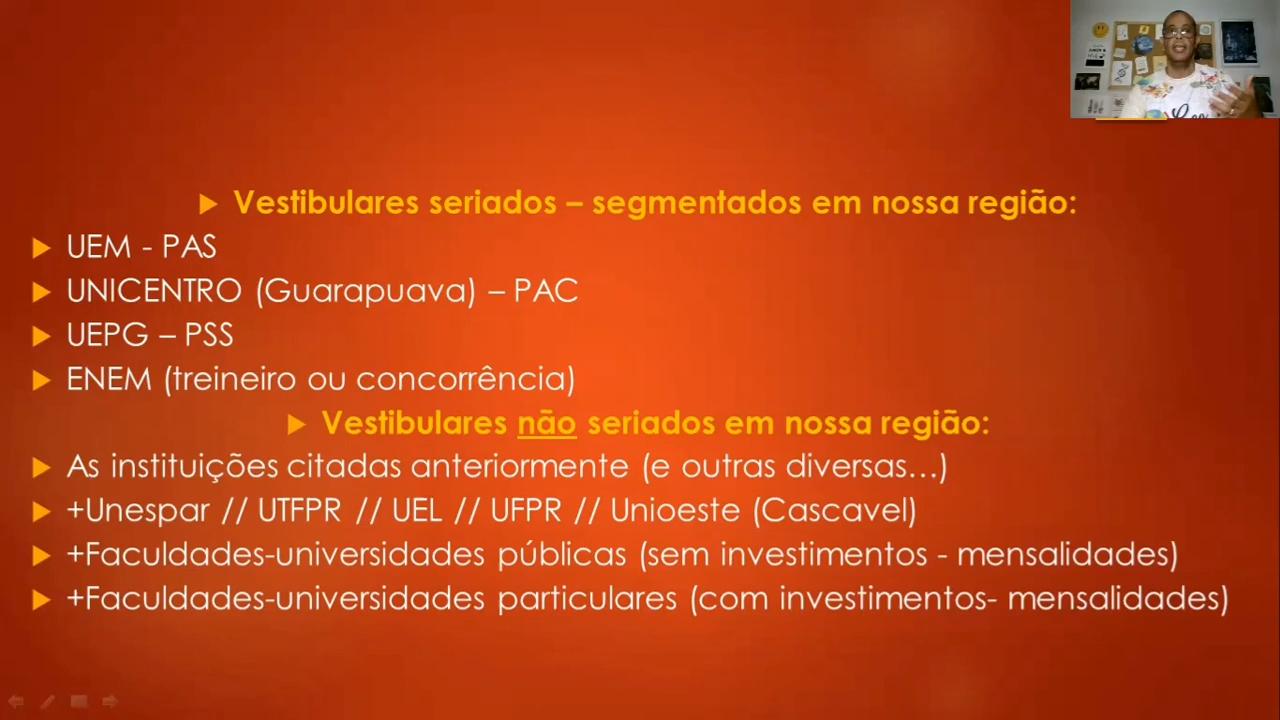 Vestibulares seriados – segmentados em nossa região:
UEM - PAS
UNICENTRO (Guarapuava) – PAC
UEPG – PSS
ENEM (treineiro ou concorrência)
Vestibulares não seriados em nossa região:
As instituições citadas anteriormente (e outras diversas...)
+Unespar // UTFPR // UEL // UFPR // Unioeste (Cascavel)
+Faculdades-universidades públicas (sem investimentos - mensalidades)
+Faculdades-universidades particulares (com investimentos- mensalidades)